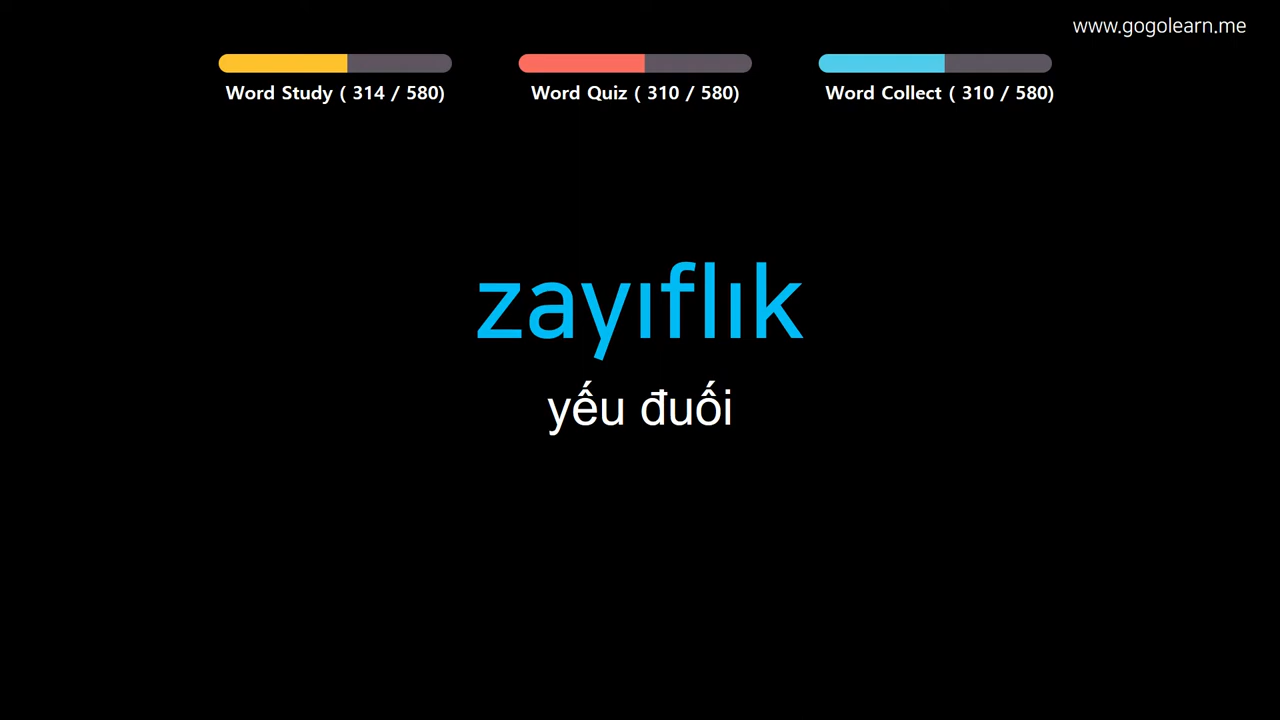 www.gogolearn.me
Word Study ( 314 / 580)
Word Quiz ( 310 / 580)
Word Collect ( 310 / 580)
zayıflık
yếu đuối